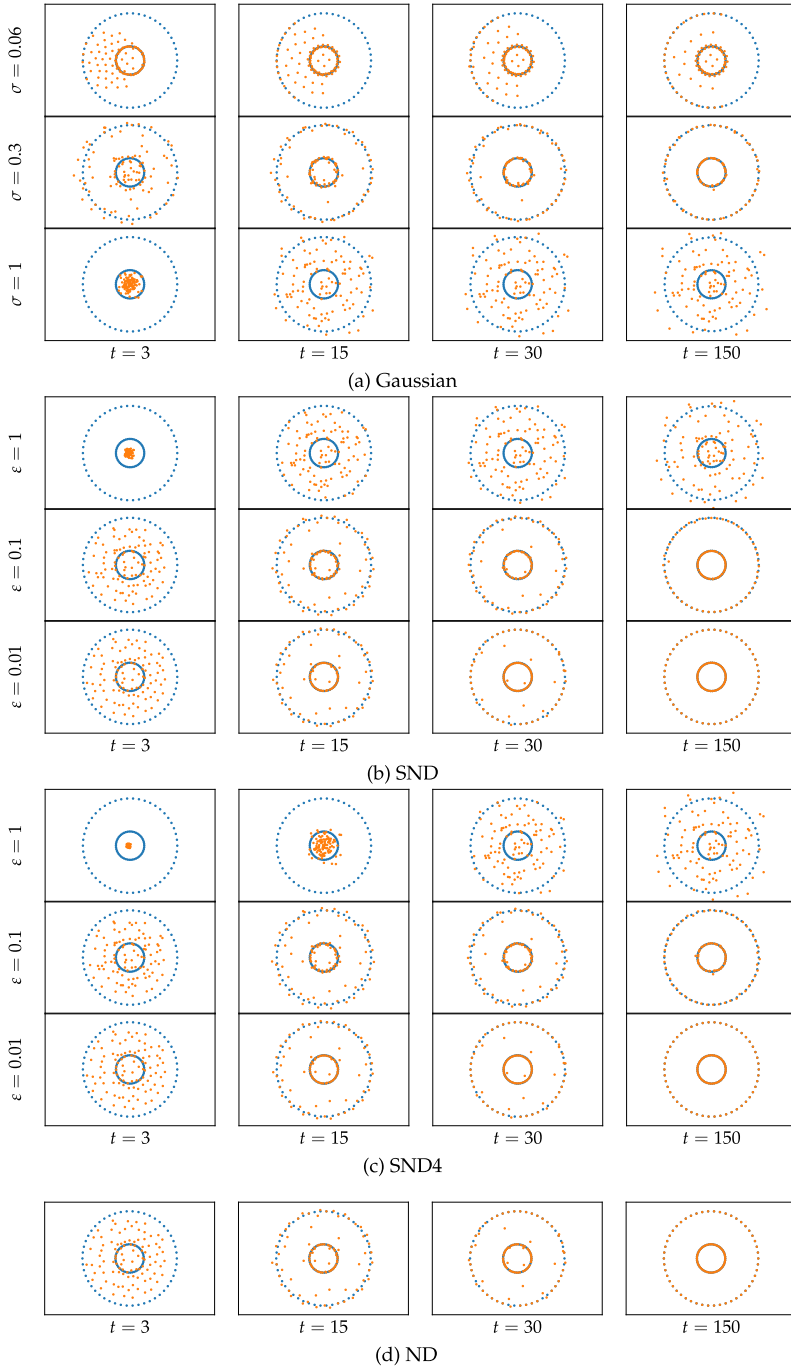 σ = 0.06
σ = 0.3
σ = 1
t = 3 t = 15 t = 30 t = 150
(a) Gaussian
ε = 1
ε = 0.1
ε = 0.01
t = 3 t = 15 t = 30 t = 150
(b) SND
ε = 1
ε = 0.1
ε = 0.01
t = 3 t = 15 t = 30 t = 150
(c) SND4
t = 3 t = 15 t = 30 t = 150
(d) ND